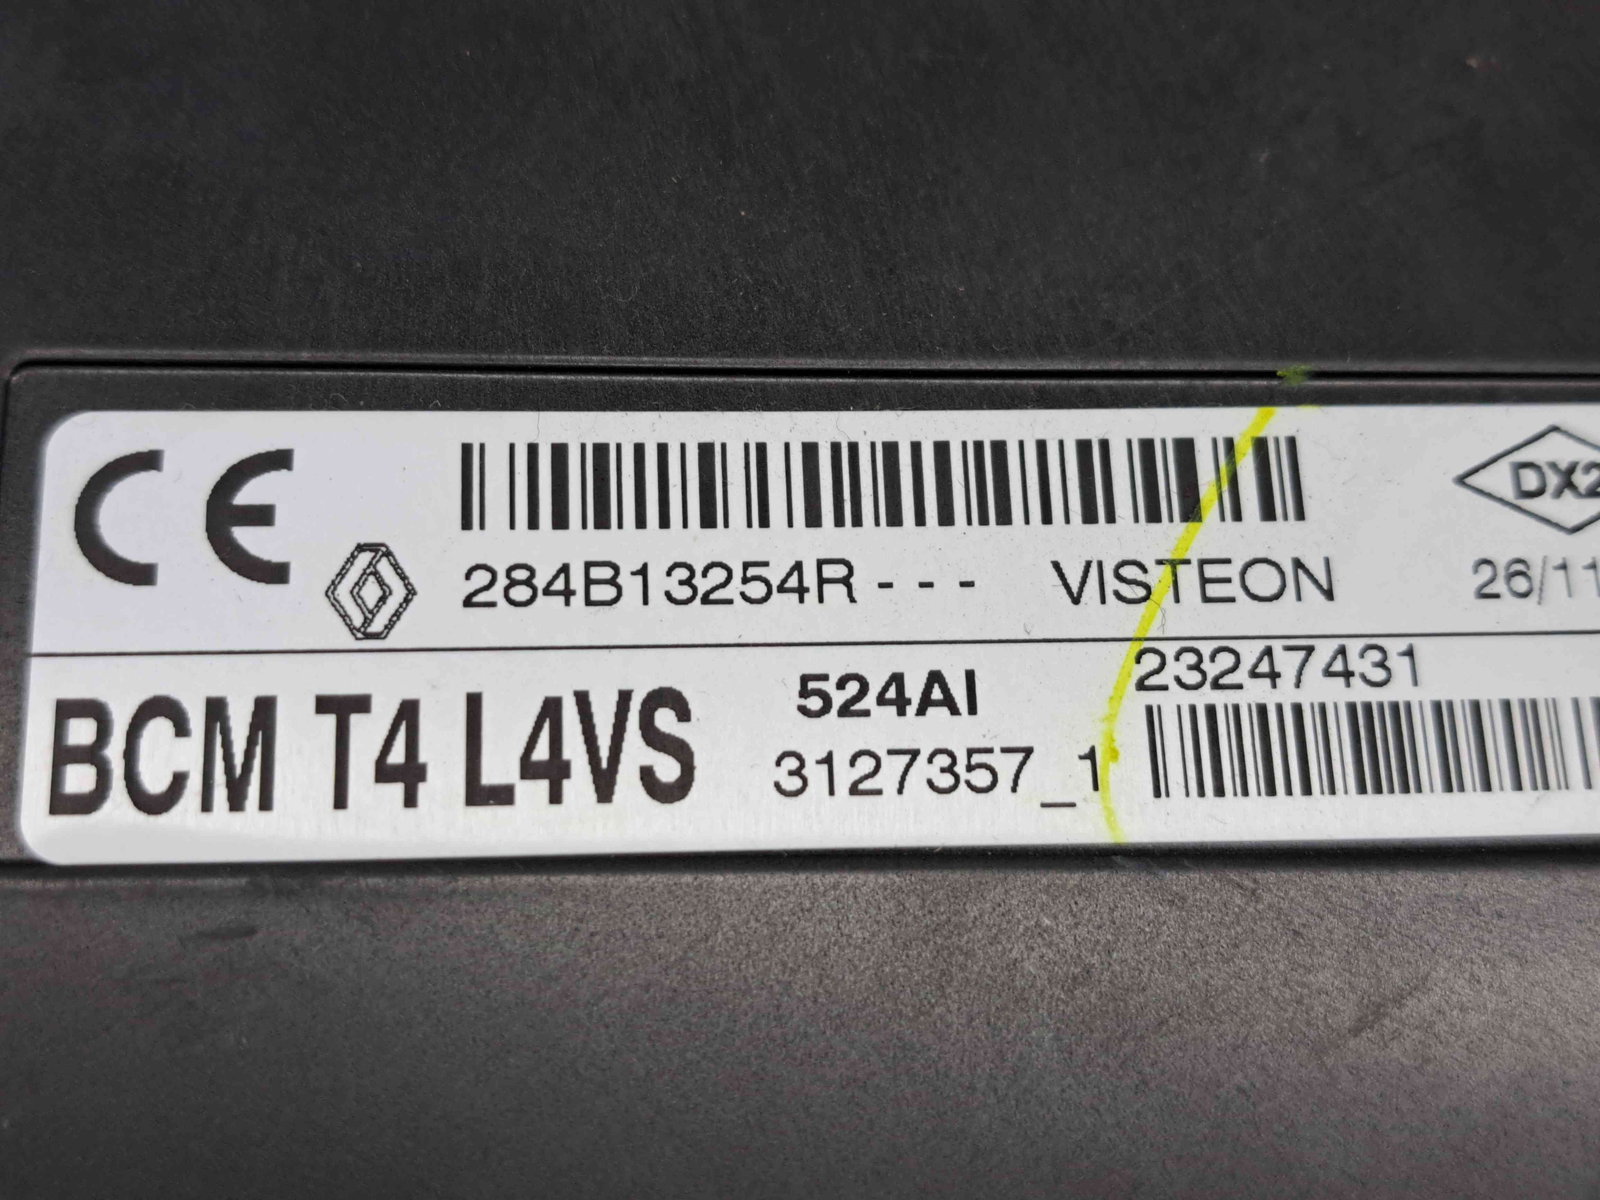 CE
284B13254R - - - VISTEON
DX2
26/11
BCM T4 L4VS
524AI
3127357_1
23247431